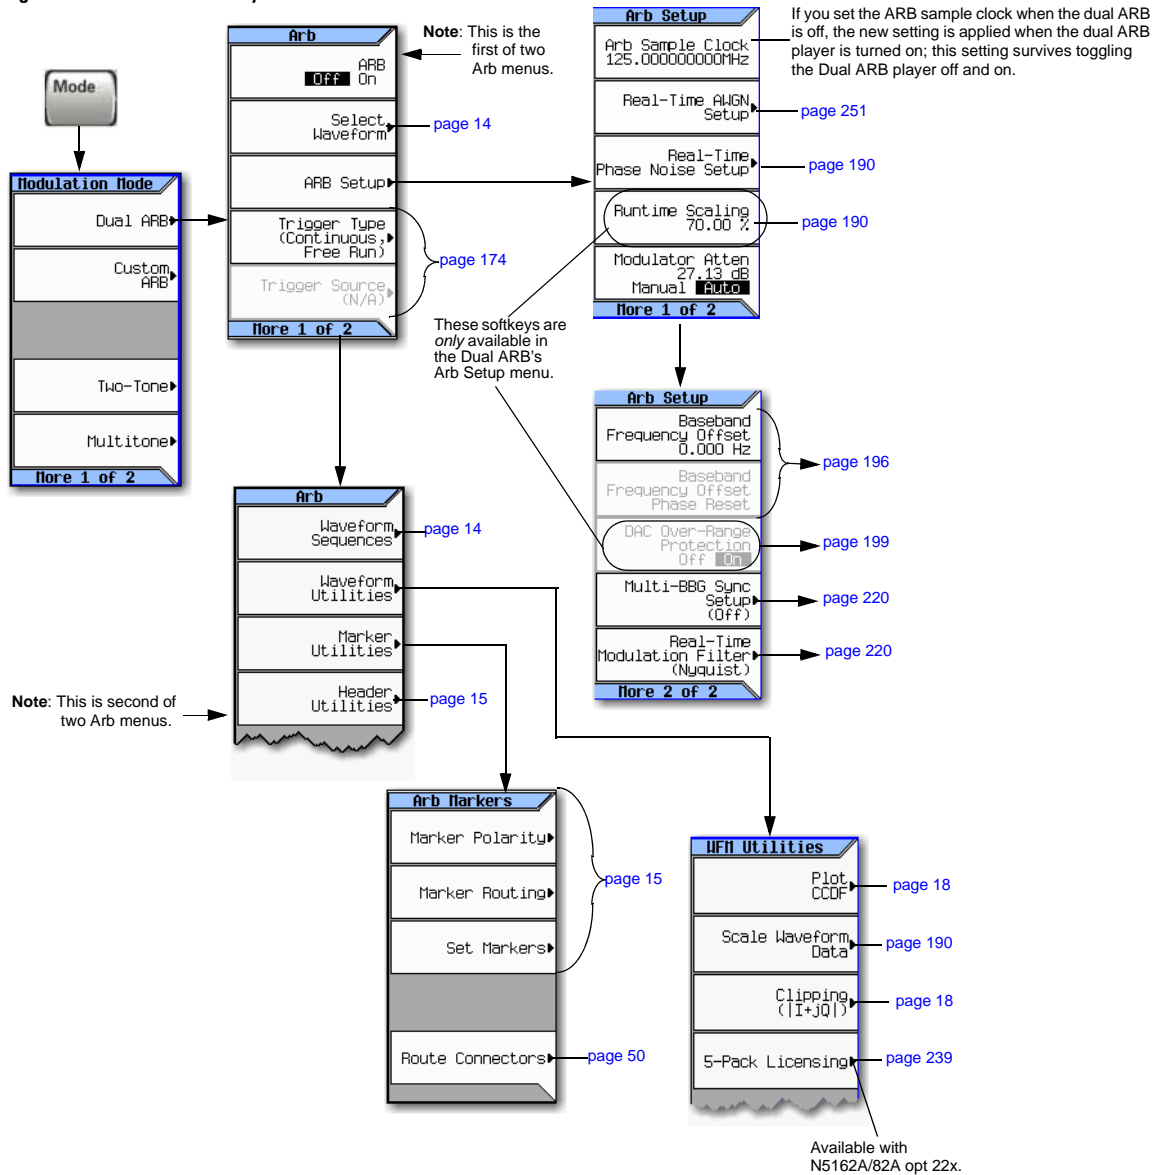 Mode
Modulation Mode
Dual ARB
Custom
ARB
Two-Tone
Multitone
More 1 of 2
Arb
ARB
Off On
Select
Waveform
ARB Setup
Trigger Type
(Continuous,
Free Run)
Trigger Source
(N/A)
More 1 of 2
Note: This is the
first of two
Arb menus.
page 14
page 174
Arb Setup
Arb Sample Clock
125.000000000MHz
Real-Time AWGN
Setup
Real-Time
Phase Noise Setup
Runtime Scaling
70.00 %
Modulator Atten
27.13 dB
Manual Auto
More 1 of 2
If you set the ARB sample clock when the dual ARB
is off, the new setting is applied when the dual ARB
player is turned on; this setting survives toggling
the Dual ARB player off and on.
page 251
page 190
page 190
These softkeys are
only available in
the Dual ARB's
Arb Setup menu.
Arb Setup
Baseband
Frequency Offset
0.000 Hz
Baseband
Frequency Offset
Phase Reset
DAC Over-Range
Protection
Off On
Multi-BBG Sync
Setup
(Off)
Real-Time
Modulation Filter
(Nyquist)
More 2 of 2
page 196
page 199
page 220
page 220
Arb
Waveform
Sequences
Waveform
Utilities
Marker
Utilities
Header
Utilities
page 14
page 15
Note: This is second of
two Arb menus.
Arb Markers
Marker Polarity
Marker Routing
Set Markers
Route Connectors
page 15
page 50
WFM Utilities
Plot
CCDF
Scale Waveform
Data
Clipping
(|I+jQ|)
5-Pack Licensing
page 18
page 190
page 18
page 239
Available with
N5162A/82A opt 22x.